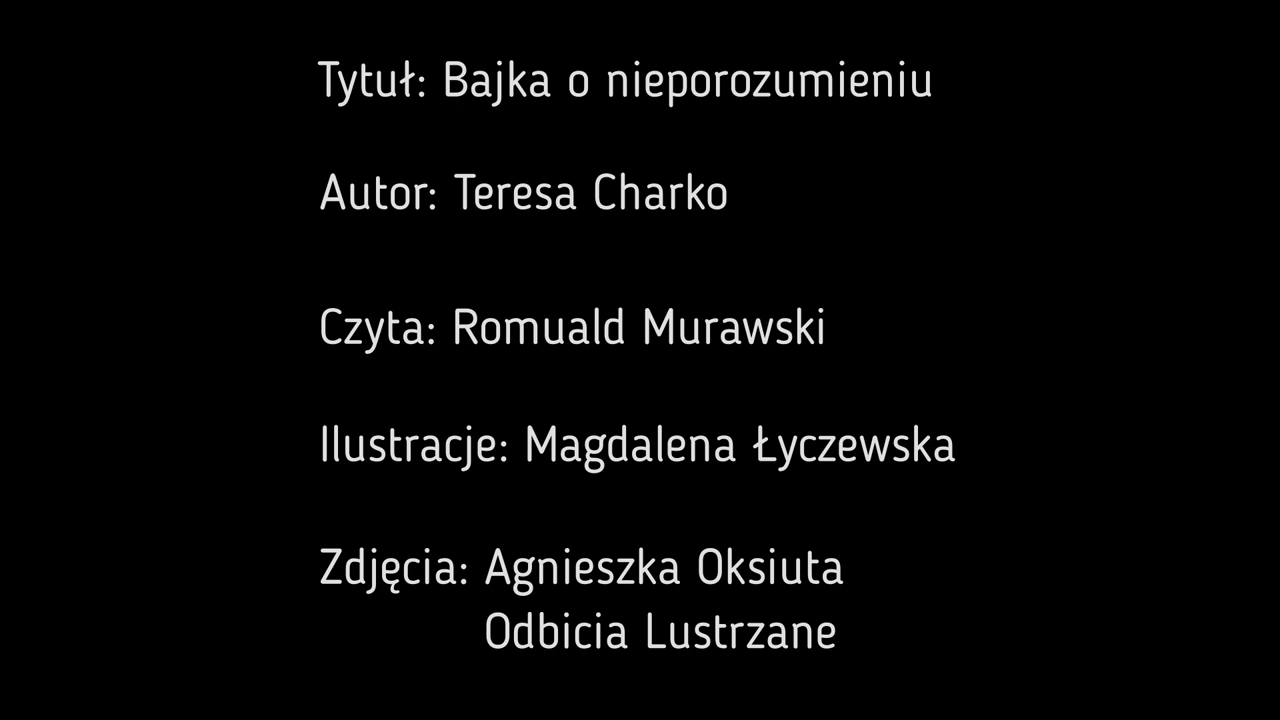 Tytuł: Bajka o nieporozumieniu
Autor: Teresa Charko
Czyta: Romuald Murawski
Ilustracje: Magdalena Łyczewska
Zdjęcia: Agnieszka Oksiuta
Odbicia Lustrzane